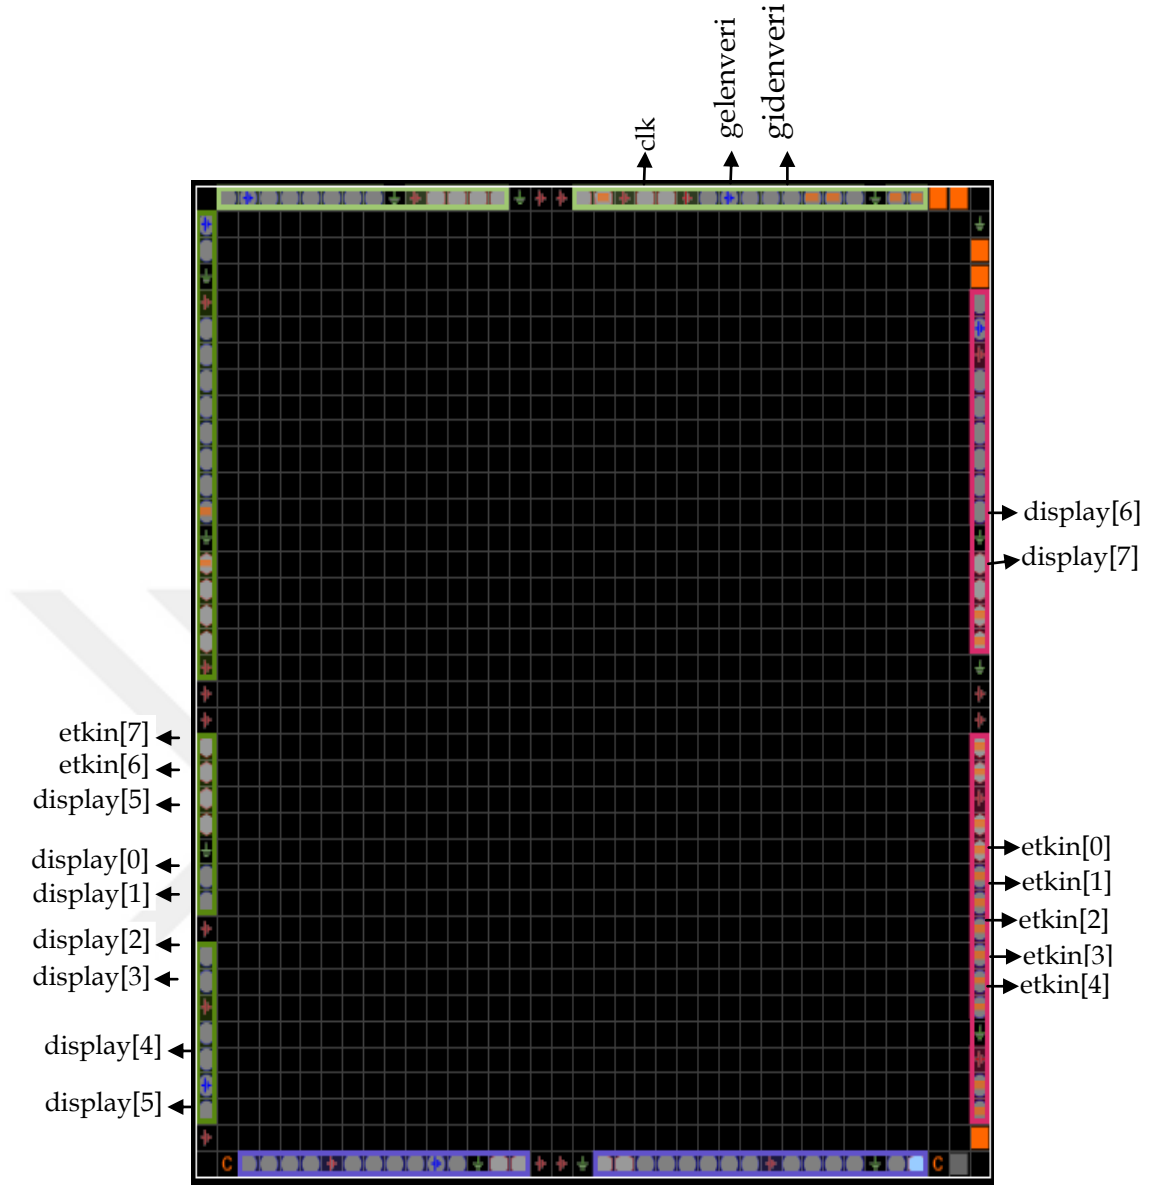 clk
gelenveri
gidenveri
display[6]
display[7]
etkin[7]
etkin[6]
display[5]
display[0]
display[1]
display[2]
display[3]
display[4]
display[5]
etkin[0]
etkin[1]
etkin[2]
etkin[3]
etkin[4]
C
C